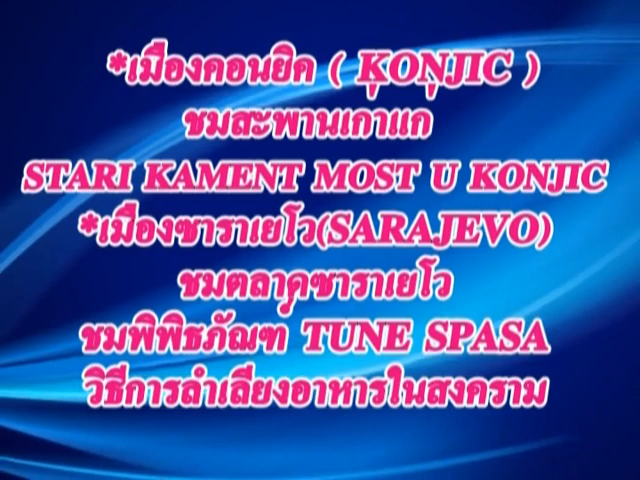 *เมืองคอนยิค ( KONJIC )
ชมสะพานเก่าแก่
STARI KAMENT MOST U KONJIC
*เมืองซาราเยโว(SARAJEVO)
ชมตลาดซาราเยโว
ชมพิพิธภัณฑ์ TUNE SPASA
วิธีการลำเลียงอาหารในสงคราม